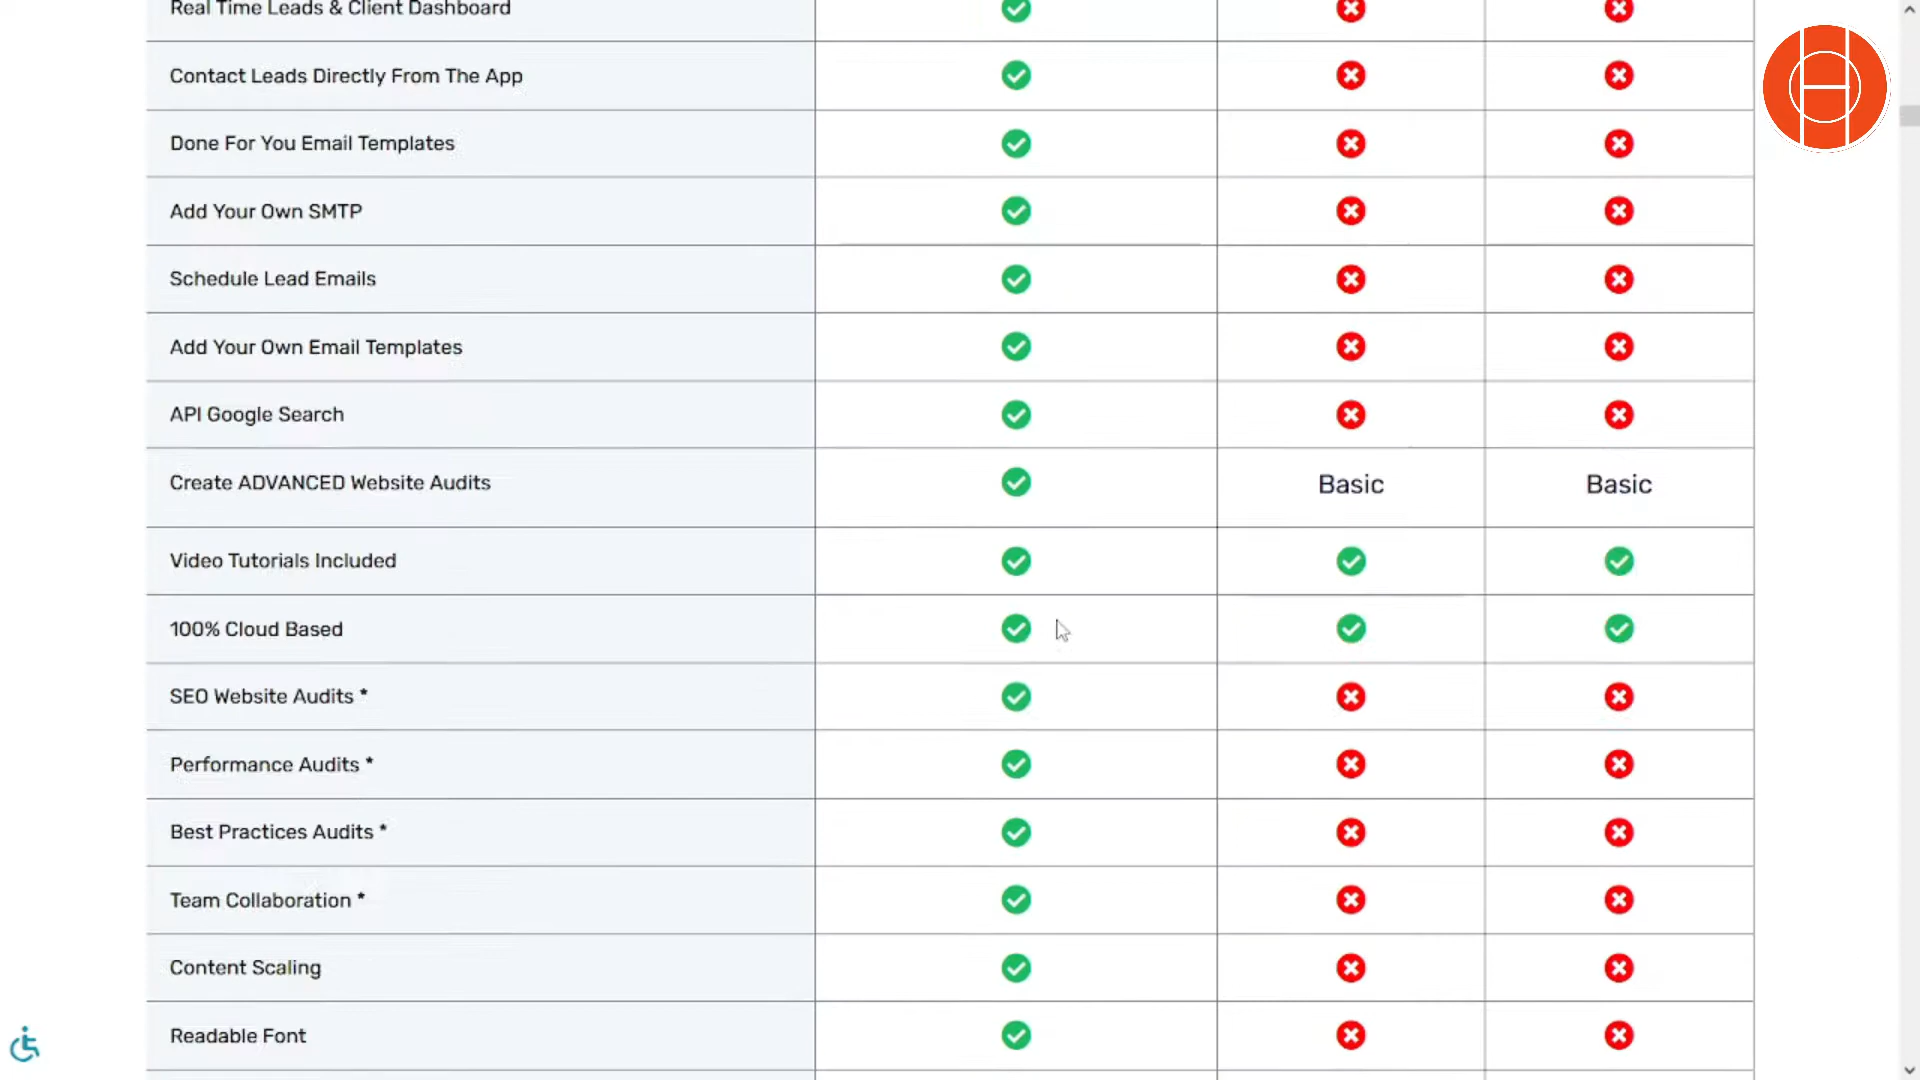 Real Time Leads & Client Dashboard
Contact Leads Directly From The App
Done For You Email Templates
Add Your Own SMTP
Schedule Lead Emails
Add Your Own Email Templates
API Google Search
Create ADVANCED Website Audits Basic Basic
Video Tutorials Included
100% Cloud Based
SEO Website Audits *
Performance Audits *
Best Practices Audits *
Team Collaboration *
Content Scaling
Readable Font